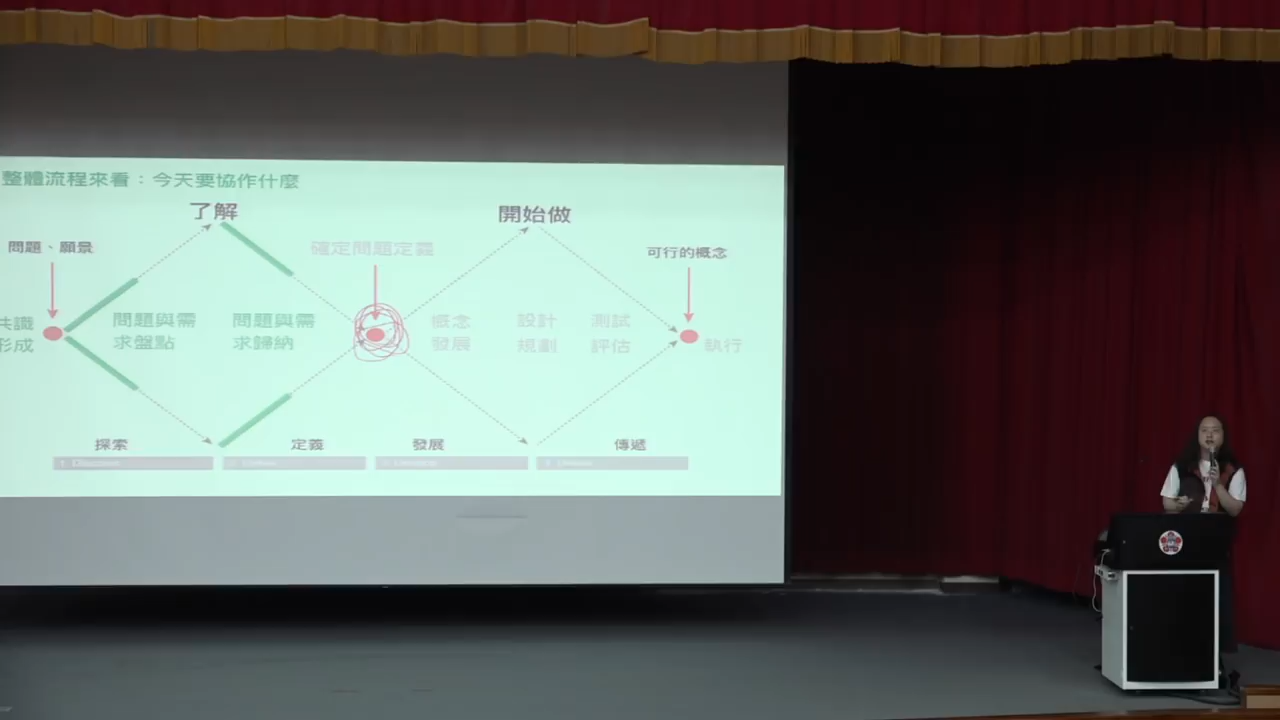 整體流程來看：今天要協作什麼
了解
開始做
問題、願景
確定問題定義
可行的概念
共識
形成
問題與需
求盤點
問題與需
求歸納
概念
發展
設計
規劃
測試
評估
執行
探索
定義
發展
傳遞